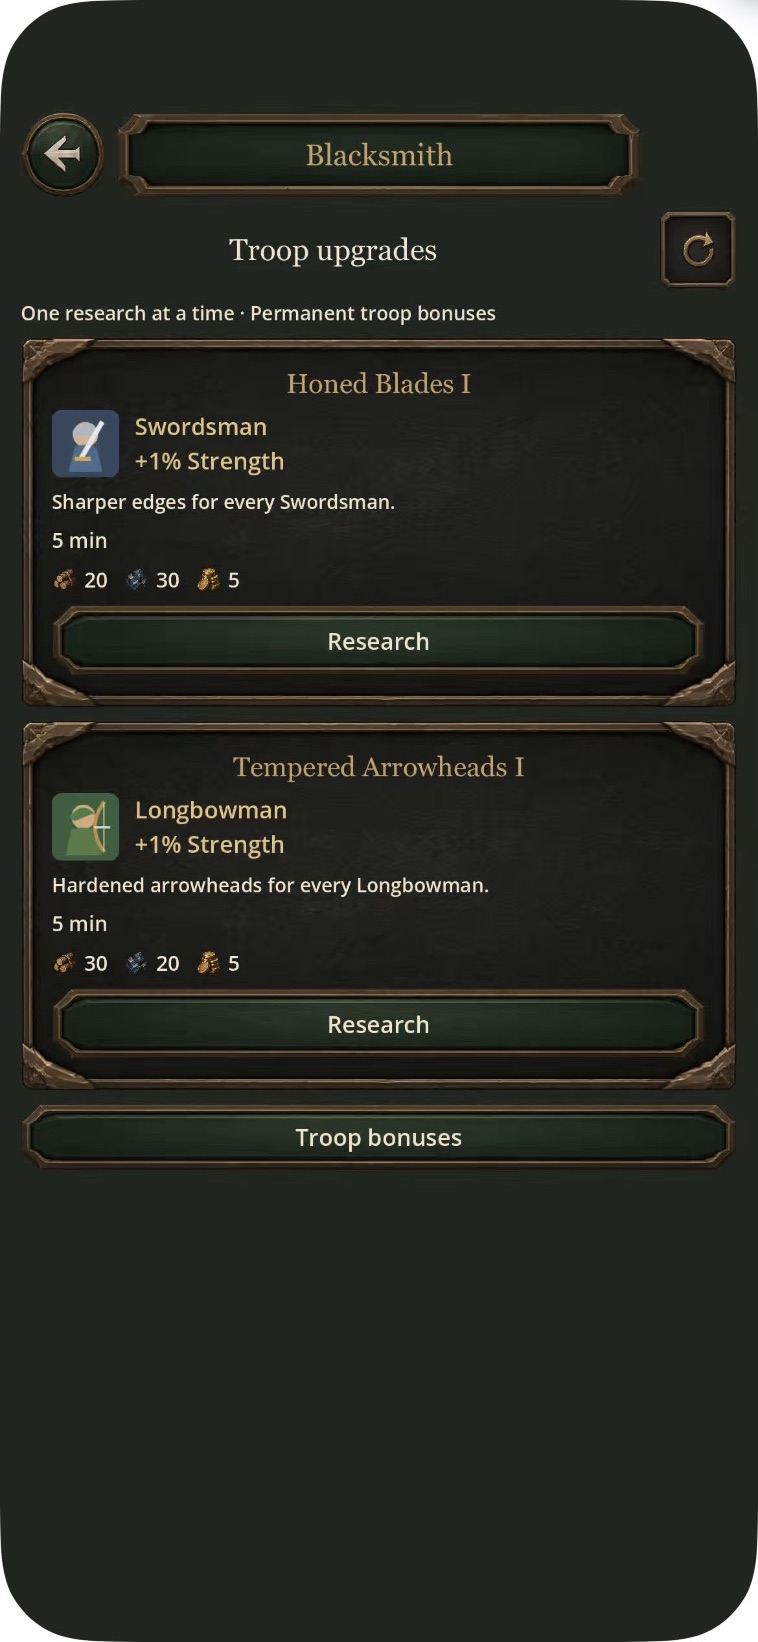 Blacksmith
Troop upgrades
One research at a time · Permanent troop bonuses
Honed Blades I
Swordsman
+1% Strength
Sharper edges for every Swordsman.
5 min
20 30 5
Research
Tempered Arrowheads I
Longbowman
+1% Strength
Hardened arrowheads for every Longbowman.
5 min
30 20 5
Research
Troop bonuses